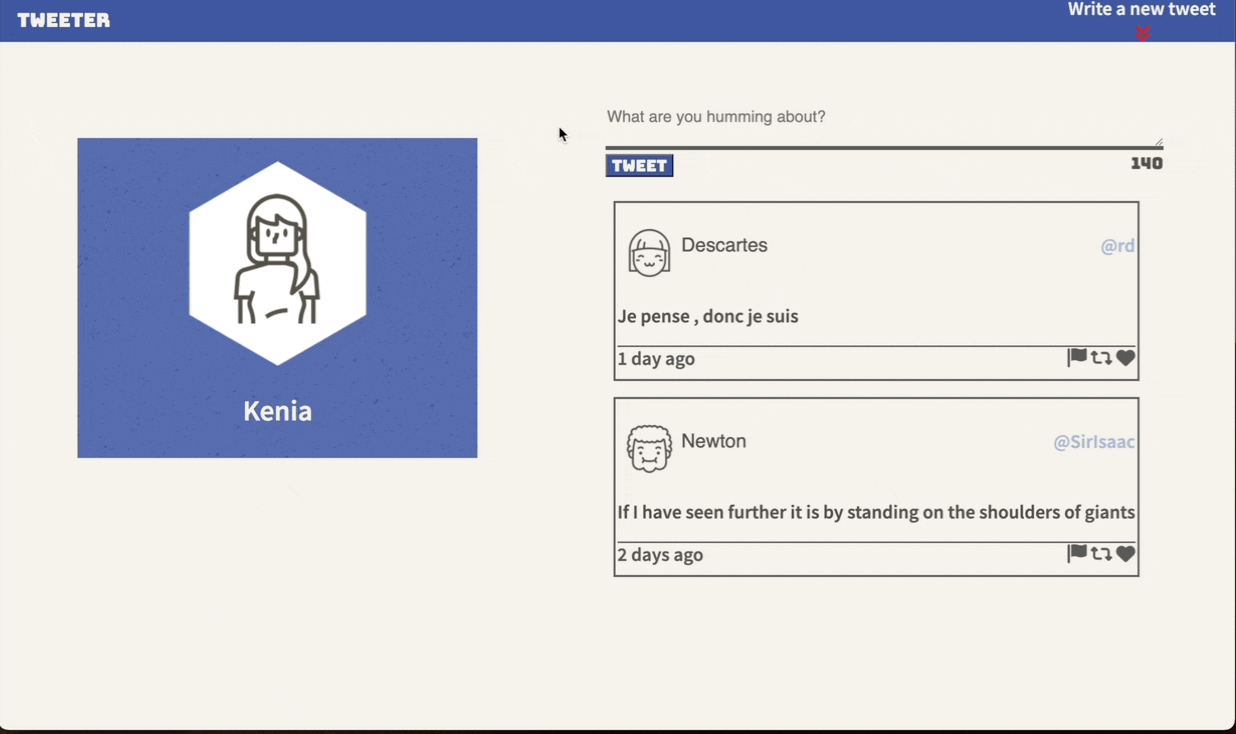 TWEETER
Write a new tweet
What are you humming about?
TWEET
140
Kenia
Descartes
@rd
Je pense , donc je suis
1 day ago
Newton
@SirIsaac
If I have seen further it is by standing on the shoulders of giants
2 days ago